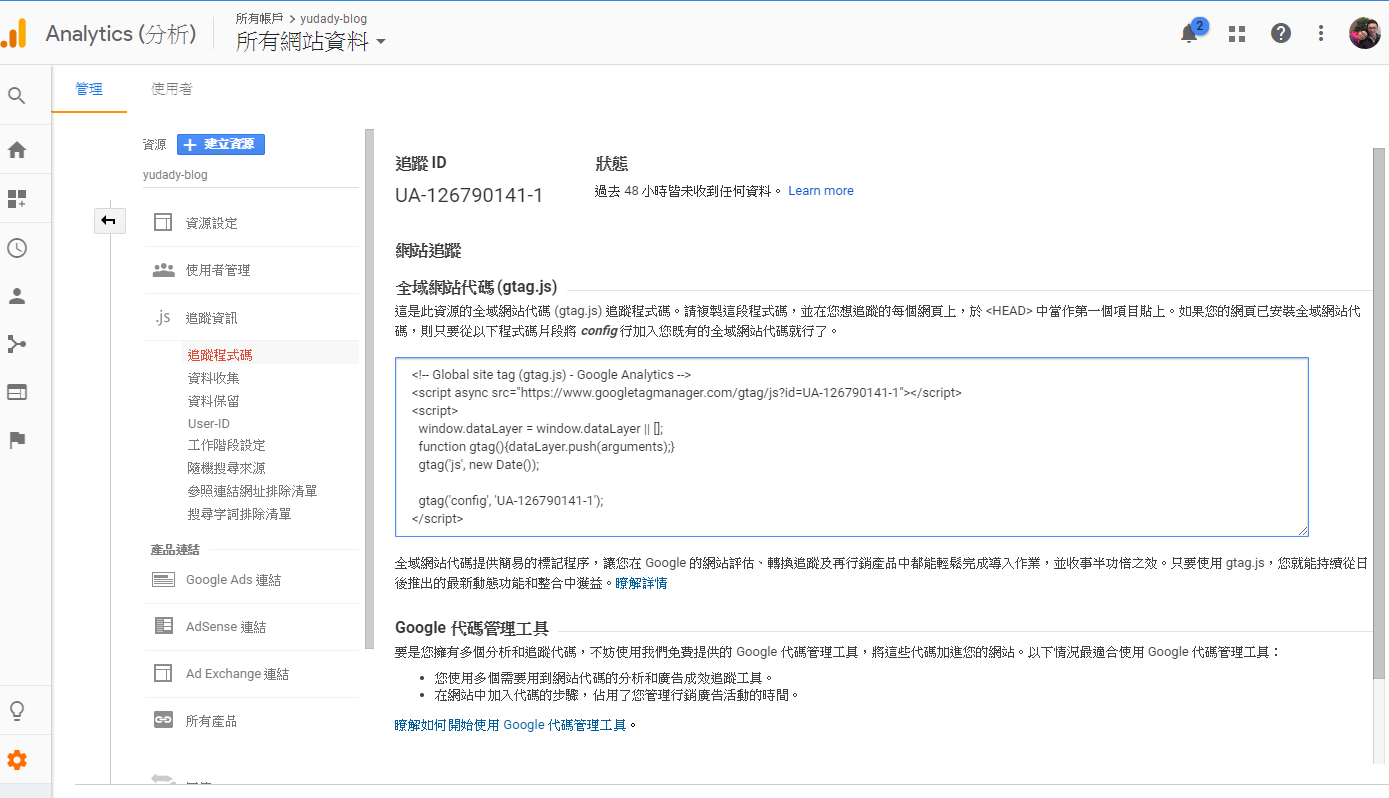 所有帳戶 > yudady-blog
Analytics (分析)
所有網站資料
2
管理
使用者
資源
建立資源
yudady-blog
資源設定
使用者管理
.js 追蹤資訊
追蹤程式碼
資料收集
資料保留
User-ID
工作階段設定
隨機搜尋來源
參照連結網址排除清單
搜尋字詞排除清單
產品連結
Google Ads 連結
AdSense 連結
Ad Exchange 連結
所有產品
追蹤 ID
狀態
UA-126790141-1
過去 48 小時皆未收到任何資料。 Learn more
網站追蹤
全域網站代碼 (gtag.js)
這是此資源的全域網站代碼 (gtag.js) 追蹤程式碼。請複製這段程式碼，並在您想追蹤的每個網頁上，於 <HEAD> 中當作第一個項目貼上。如果您的網頁已安裝全域網站代
碼，則只要從以下程式碼片段將 config 行加入您既有的全域網站代碼就行了。
<!-- Global site tag (gtag.js) - Google Analytics -->
<script async src="https://www.googletagmanager.com/gtag/js?id=UA-126790141-1"></script>
<script>
window.dataLayer = window.dataLayer || [];
function gtag(){dataLayer.push(arguments);}
gtag('js', new Date());
gtag('config', 'UA-126790141-1');
</script>
全域網站代碼提供簡易的標記程序，讓您在 Google 的網站評估、轉換追蹤及再行銷產品中都能輕鬆完成導入作業，並收事半功倍之效。只要使用 gtag.js，您就能持續從日
後推出的最新動態功能和整合中獲益。瞭解詳情
Google 代碼管理工具
要是您擁有多個分析和追蹤代碼，不妨使用我們免費提供的 Google 代碼管理工具，將這些代碼加進您的網站。以下情況最適合使用 Google 代碼管理工具：
• 您使用多個需要用到網站代碼的分析和廣告成效追蹤工具。
• 在網站中加入代碼的步驟，佔用了您管理行銷廣告活動的時間。
瞭解如何開始使用 Google 代碼管理工具。